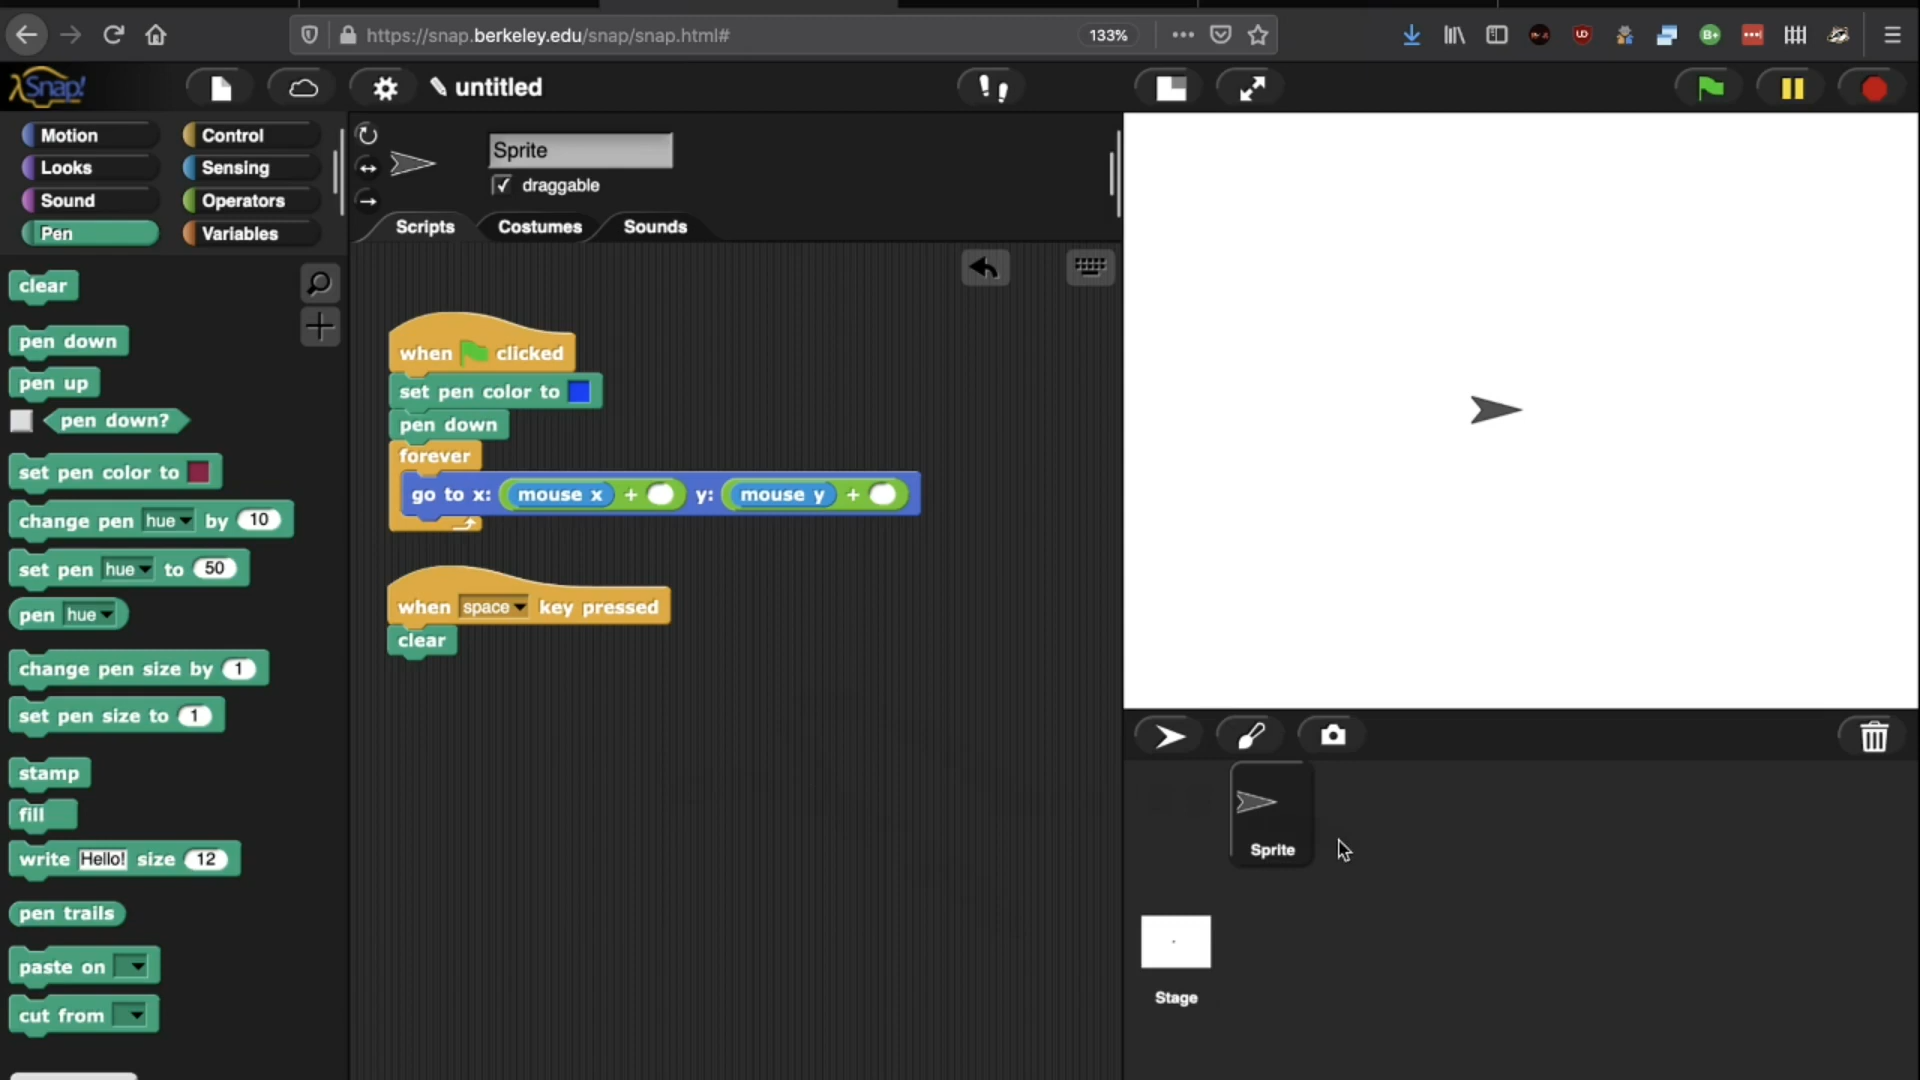 https://snap.berkeley.edu/snap/snap.html#
133%
Snap!
untitled
Motion
Control
Looks
Sensing
Sound
Operators
Pen
Variables
Sprite
draggable
Scripts
Costumes
Sounds
clear
pen down
pen up
pen down?
set pen color to
change pen hue by 10
set pen hue to 50
pen hue
change pen size by 1
set pen size to 1
stamp
fill
write Hello! size 12
pen trails
paste on
cut from
when clicked
set pen color to
pen down
forever
go to x: mouse x + y: mouse y +
when space key pressed
clear
Sprite
Stage